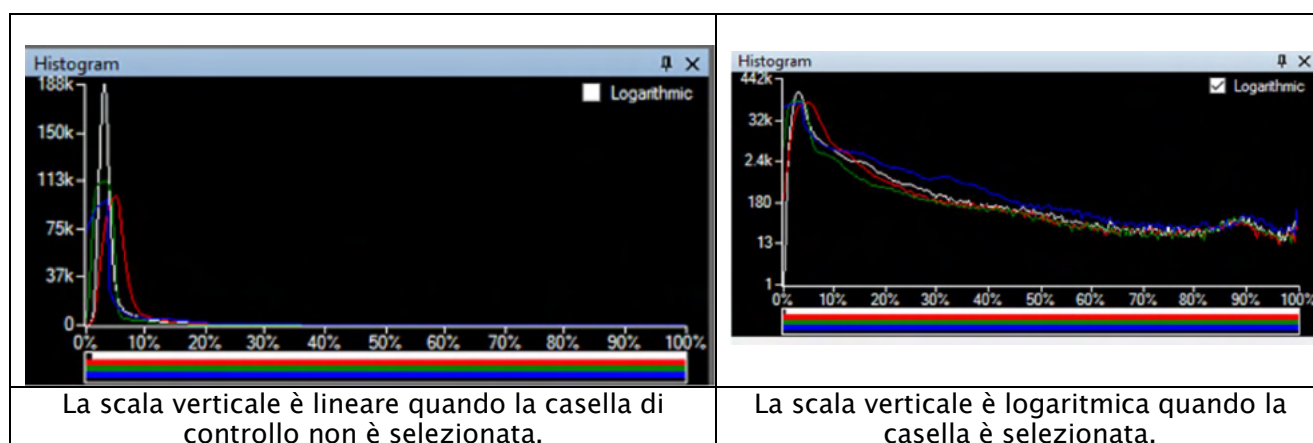 Histogram
188k
Logarithmic
150k
113k
75k
37k
0
0% 10% 20% 30% 40% 50% 60% 70% 80% 90% 100%
Histogram
442k
Logarithmic
32k
2.4k
180
13
1
0% 10% 20% 30% 40% 50% 60% 70% 80% 90% 100%
La scala verticale è lineare quando la casella di
controllo non è selezionata.
La scala verticale è logaritmica quando la
casella è selezionata.